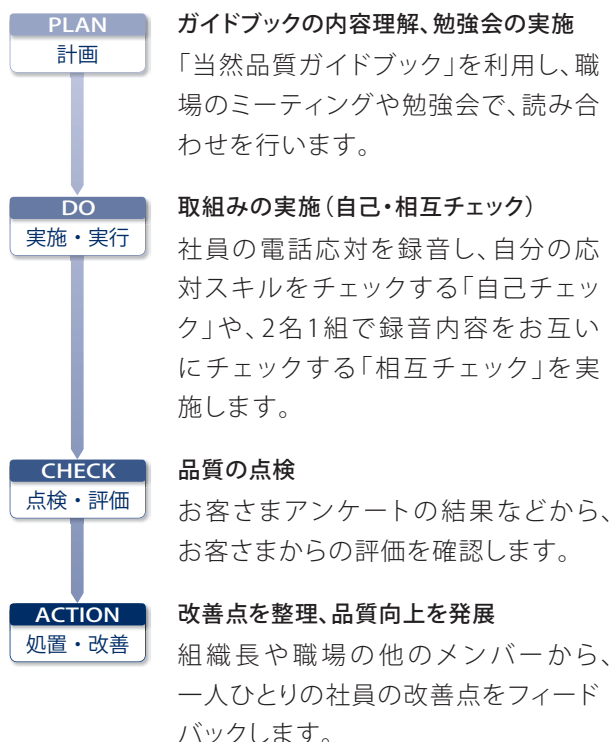 PLAN
計画
ガイドブックの内容理解、勉強会の実施
「当然品質ガイドブック」を利用し、職
場のミーティングや勉強会で、読み合
わせを行います。
DO
実施・実行
取組みの実施（自己・相互チェック）
社員の電話応対を録音し、自分の応
対スキルをチェックする「自己チェッ
ク」や、2名1組で録音内容をお互い
にチェックする「相互チェック」を実
施します。
CHECK
点検・評価
品質の点検
お客さまアンケートの結果などから、
お客さまからの評価を確認します。
ACTION
処置・改善
改善点を整理、品質向上を発展
組織長や職場の他のメンバーから、
一人ひとりの社員の改善点をフィード
バックします。